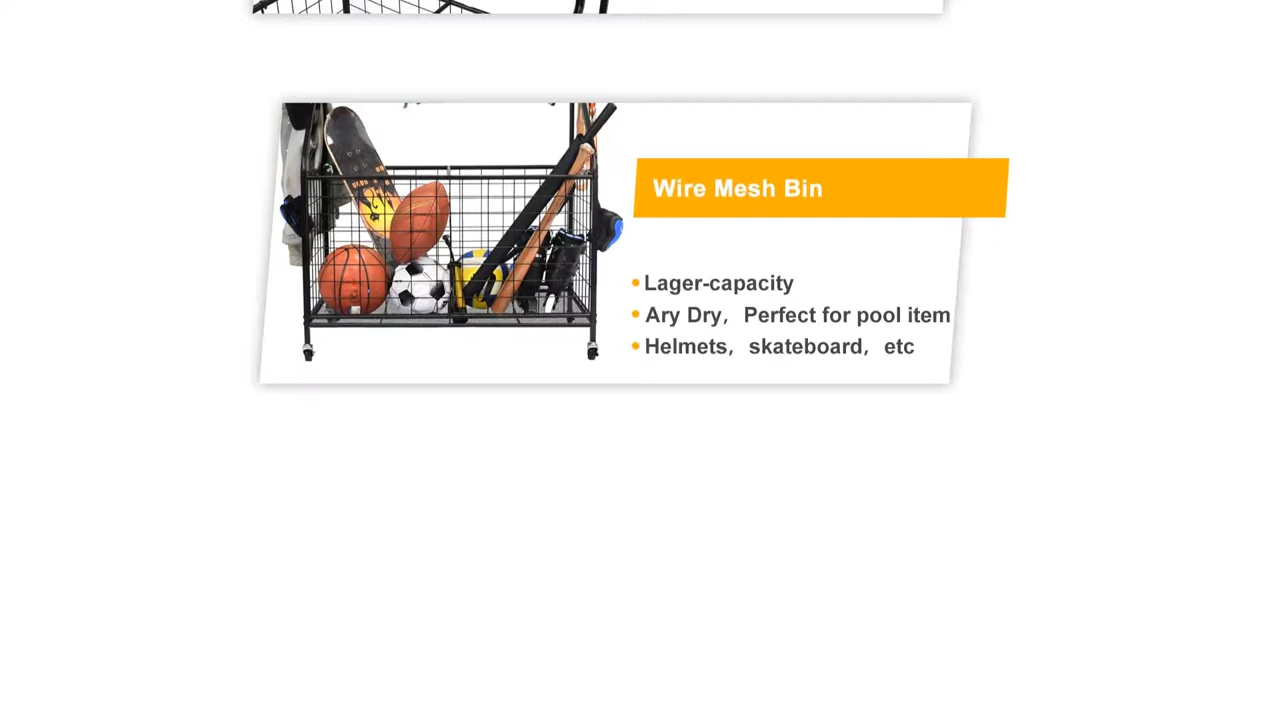 Wire Mesh Bin
• Lager-capacity
• Ary Dry, Perfect for pool item
• Helmets, skateboard, etc